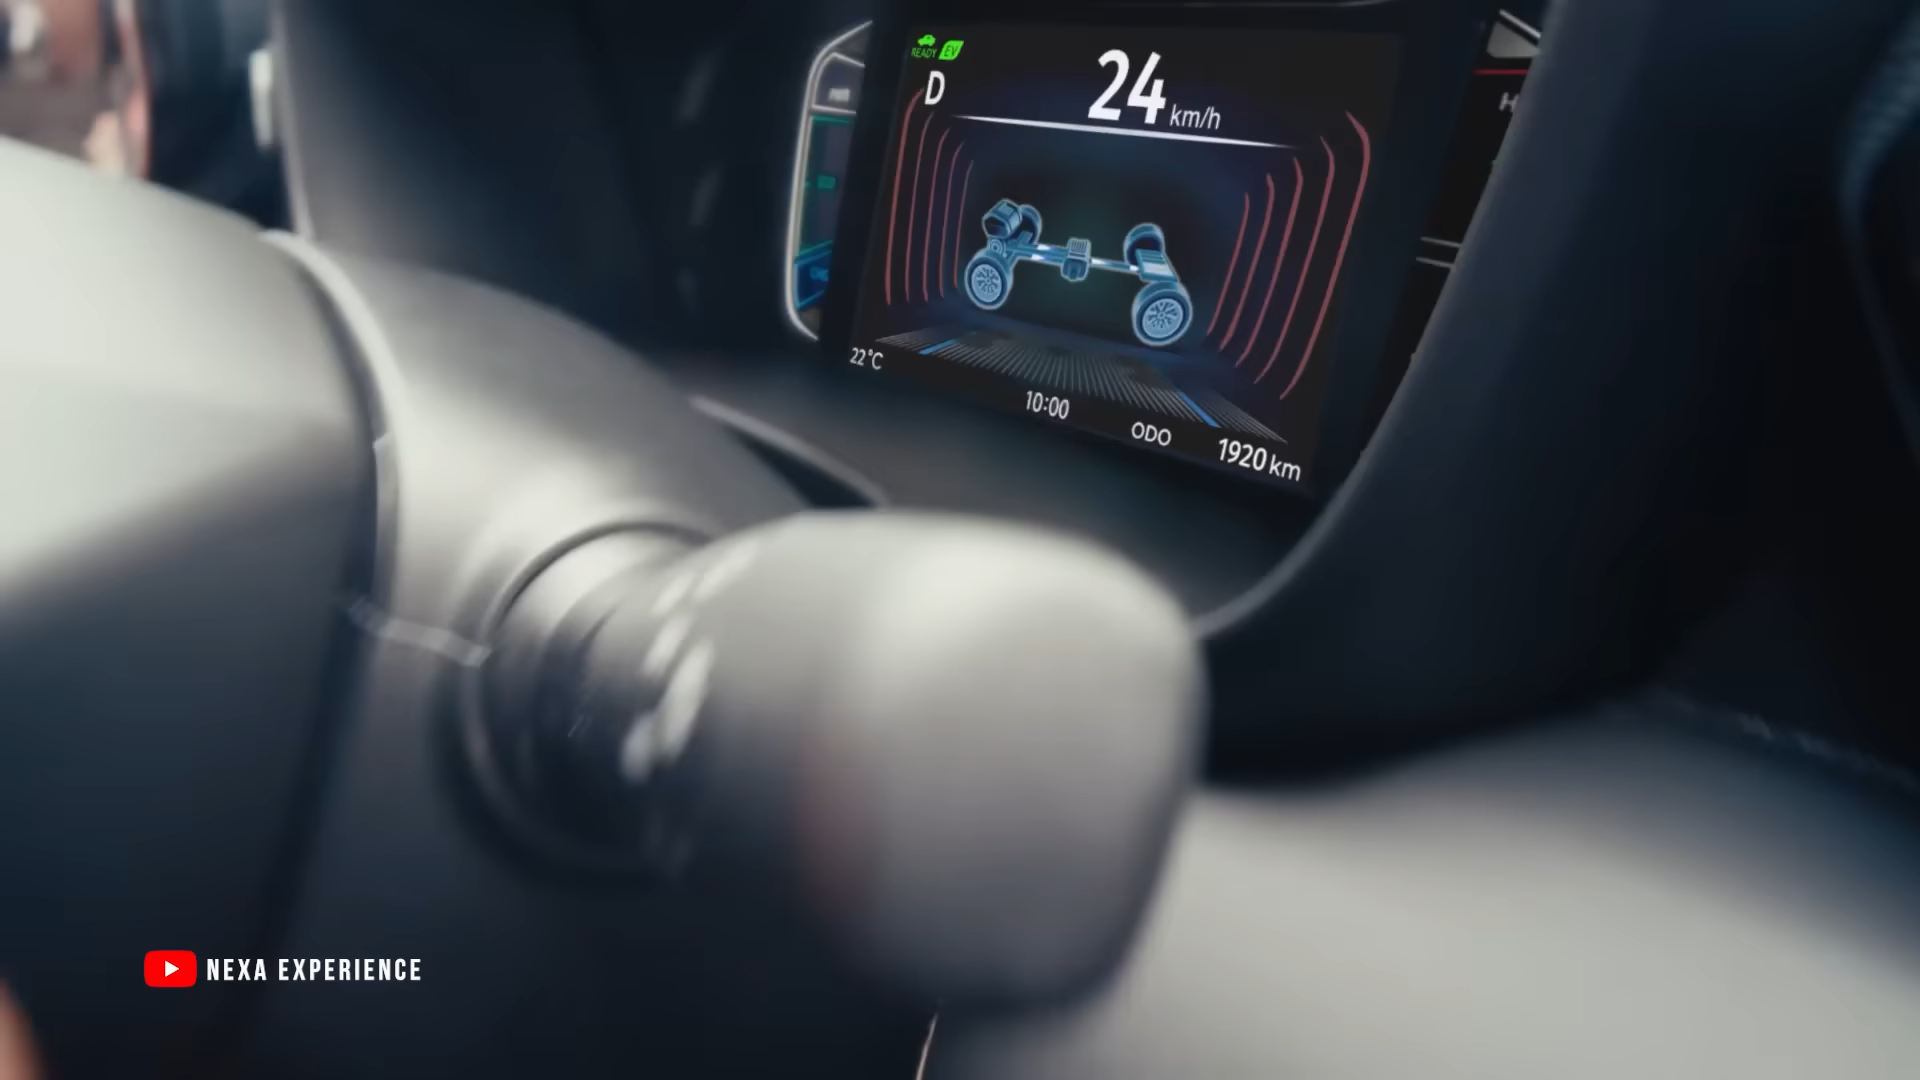 READY EV
D
24 km/h
22°C
10:00
ODO
1920 km
NEXA EXPERIENCE